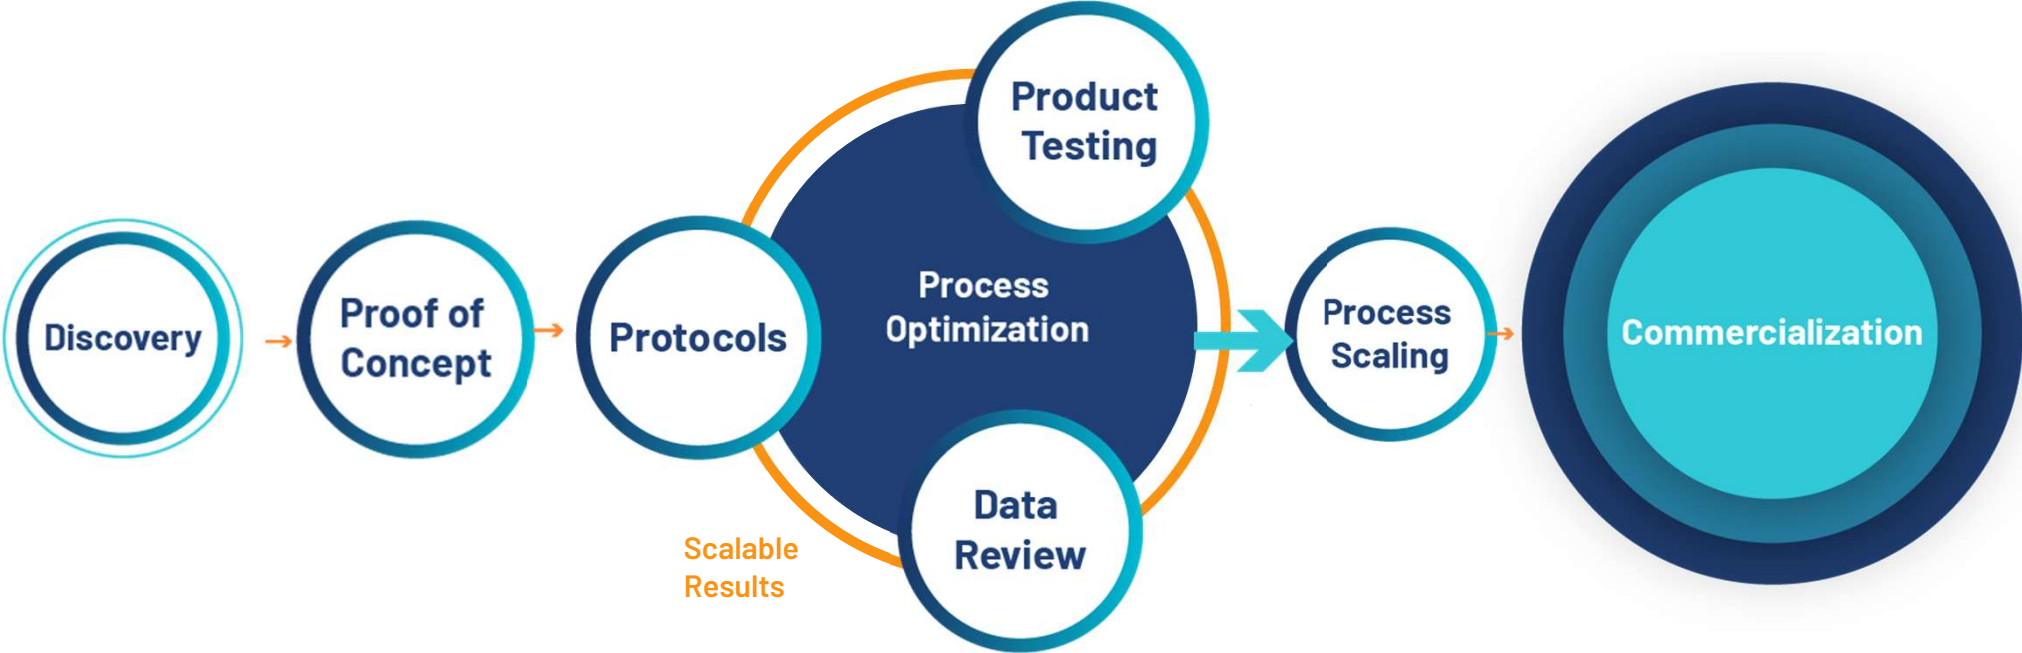 Discovery
Proof of
Concept
Protocols
Process
Optimization
Product
Testing
Data
Review
Scalable
Results
Process
Scaling
Commercialization